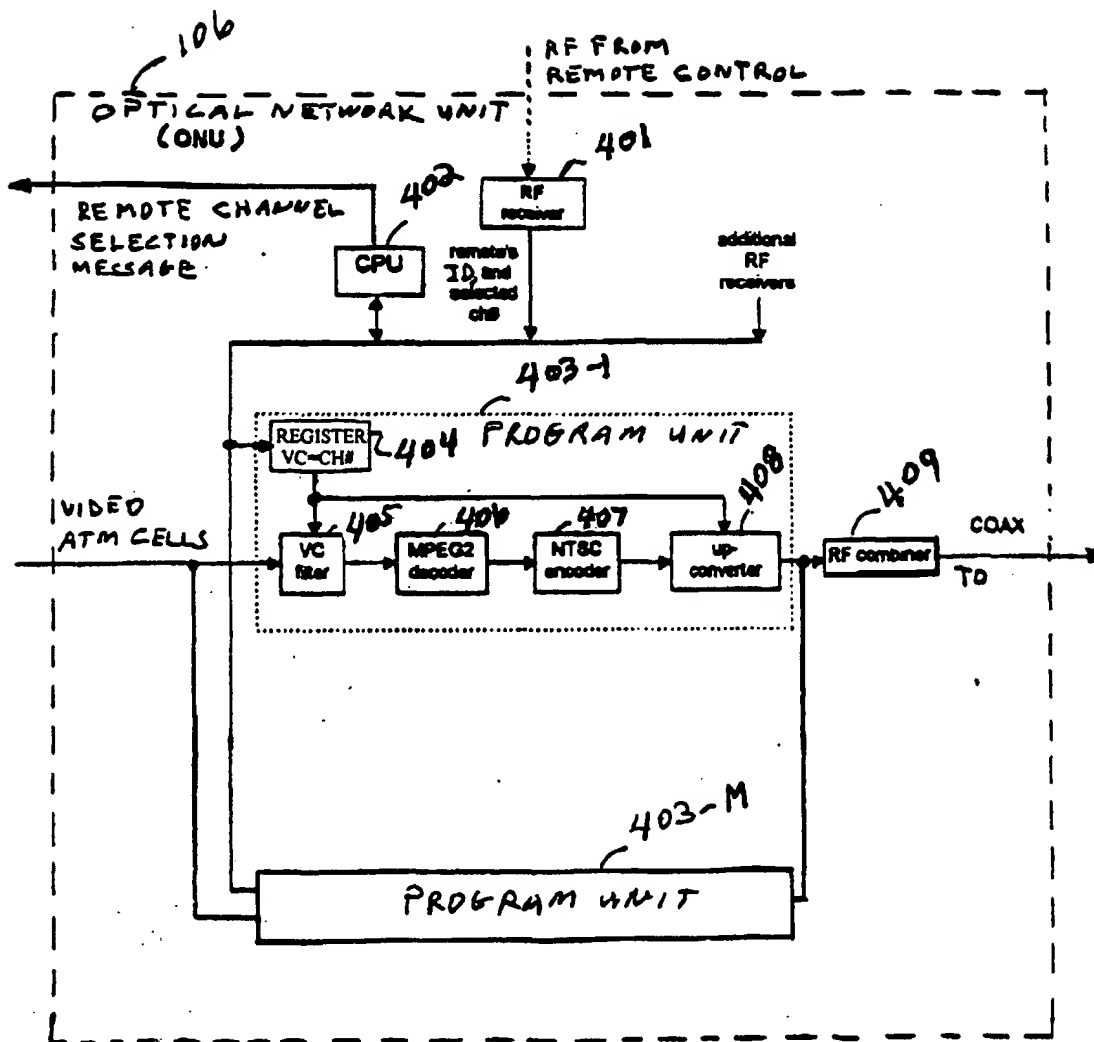 106
RF FROM
REMOTE CONTROL
OPTICAL NETWORK UNIT
(ONU)
401
402
RF
receiver
REMOTE CHANNEL
SELECTION
MESSAGE
CPU
remote's
ID, and
selected
ch#
additional
RF
receivers
403-1
REGISTER
VC=CH#
404
PROGRAM UNIT
408
409
VIDEO
ATM CELLS
405
406
407
VC
filter
MPEG2
decoder
NTSC
encoder
up-
converter
RF combiner
COAX
TO
403-M
PROGRAM UNIT